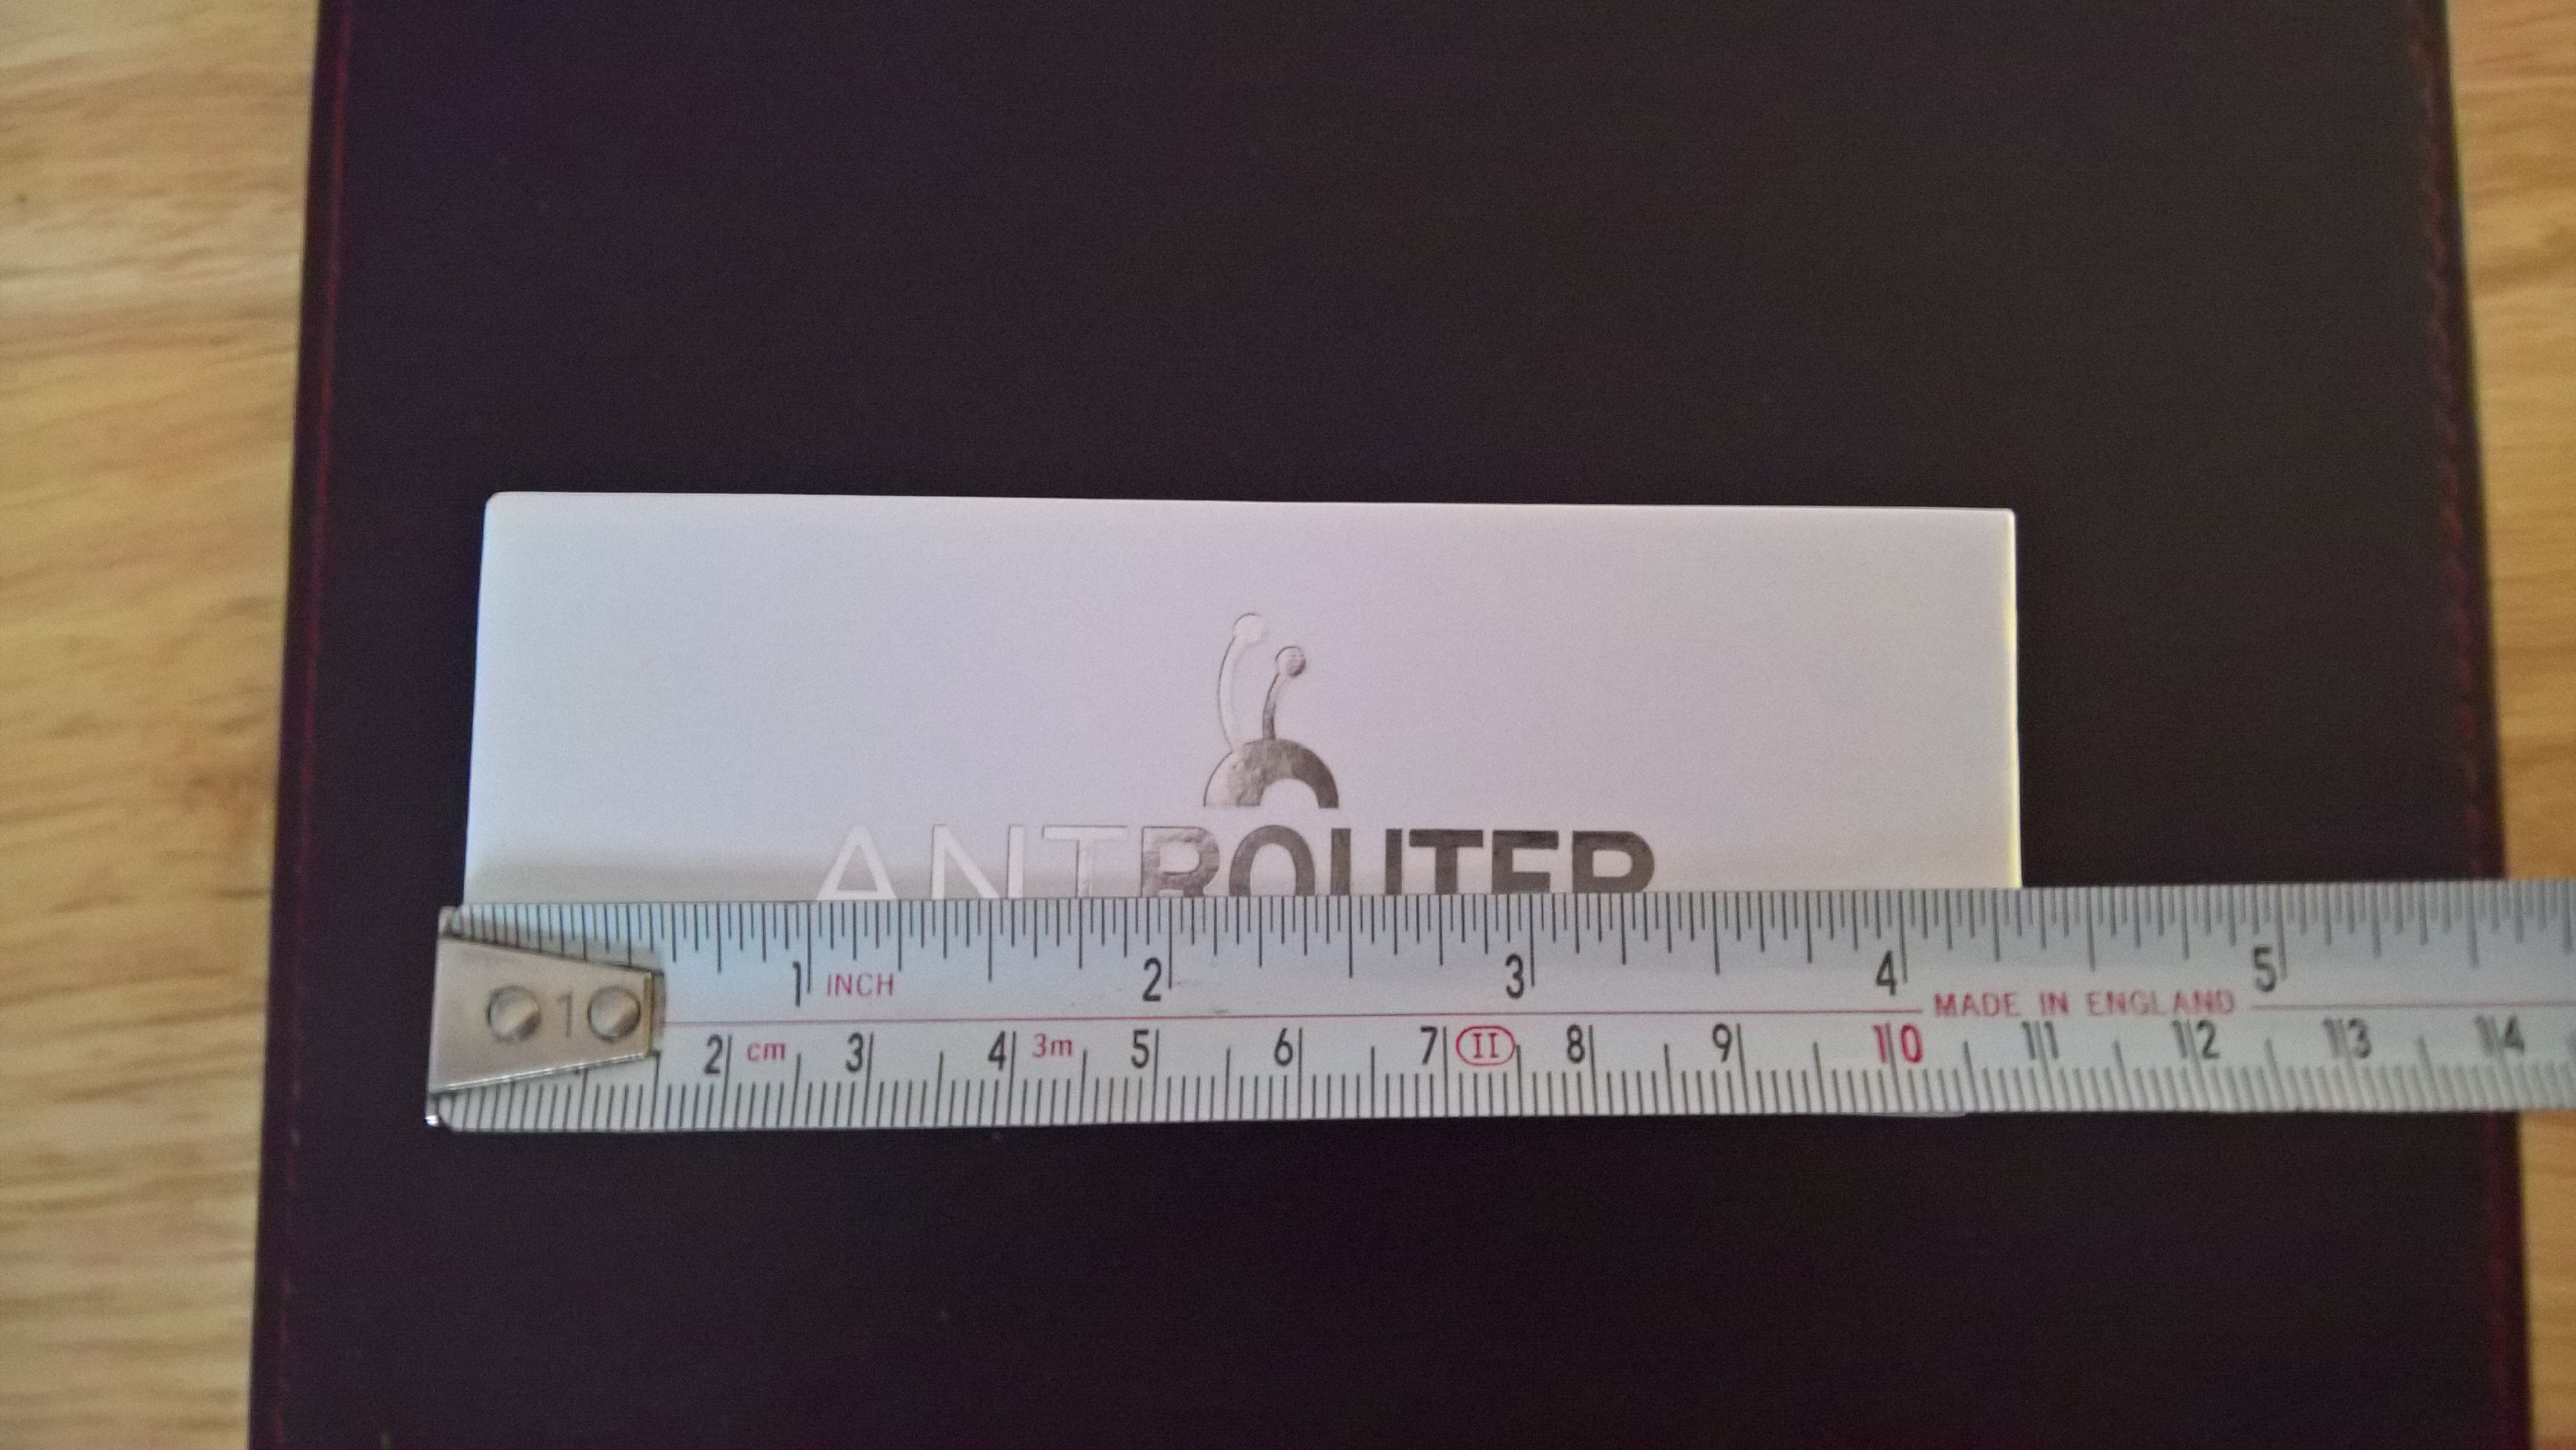 ANTROUTER
1 INCH 2 3 4 5
MADE IN ENGLAND
10 2 cm 3 4 3m 5 6 7 II 8 9 10 11 12 13 14